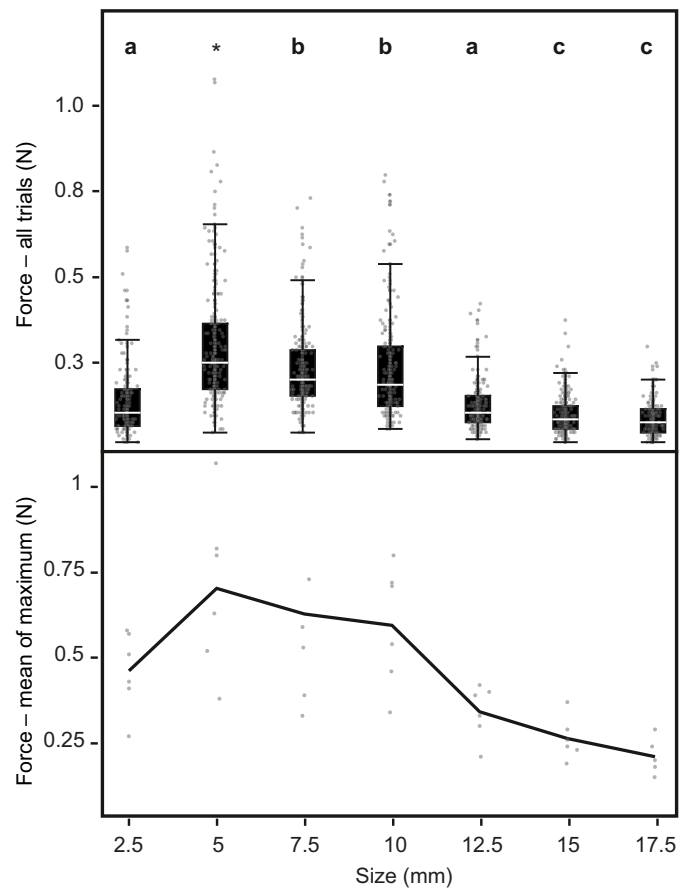 a * b b a c c
Force – all trials (N)
1.0
0.8
0.5
0.3
Force – mean of maximum (N)
1
0.75
0.5
0.25
2.5 5 7.5 10 12.5 15 17.5
Size (mm)